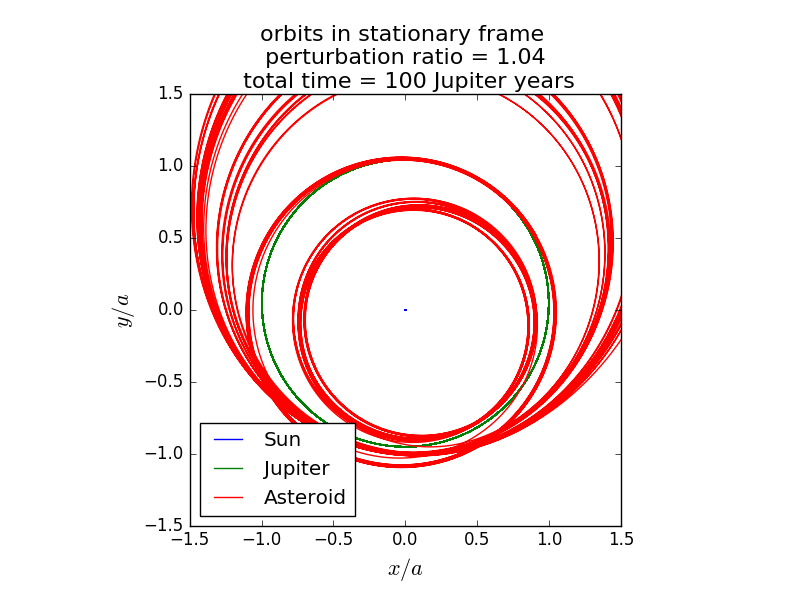 orbits in stationary frame
perturbation ratio = 1.04
total time = 100 Jupiter years
1.5
1.0
0.5
0.0
−0.5
−1.0
−1.5
y/a
Sun
Jupiter
Asteroid
−1.5 −1.0 −0.5 0.0 0.5 1.0 1.5
x/a